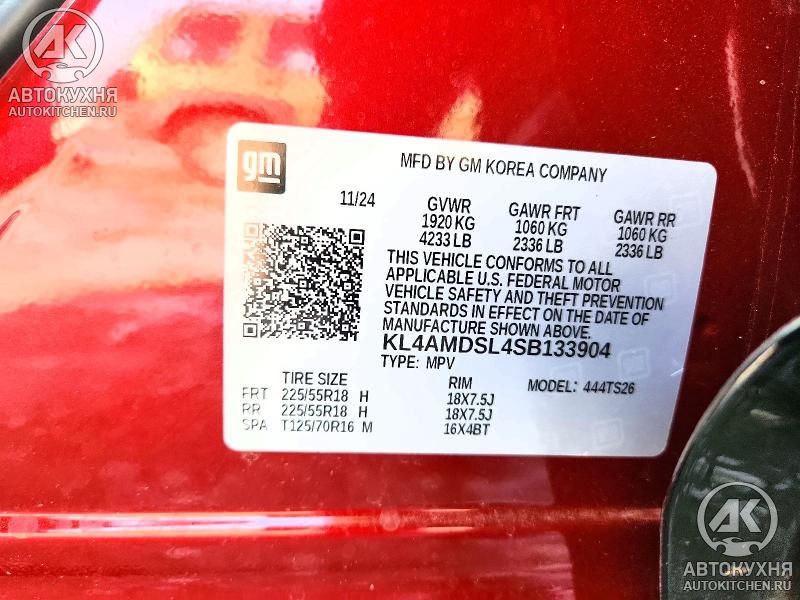 АК
АВТОКУХНЯ
AUTOKITCHEN.RU
gm
MFD BY GM KOREA COMPANY
11/24
GVWR GAWR FRT GAWR RR
1920 KG 1060 KG 1060 KG
4233 LB 2336 LB 2336 LB
THIS VEHICLE CONFORMS TO ALL
APPLICABLE U.S. FEDERAL MOTOR
VEHICLE SAFETY AND THEFT PREVENTION
STANDARDS IN EFFECT ON THE DATE OF
MANUFACTURE SHOWN ABOVE.
KL4AMDSL4SB133904
TYPE: MPV
TIRE SIZE RIM MODEL: 444TS26
FRT 225/55R18 H 18X7.5J
RR 225/55R18 H 18X7.5J
SPA T125/70R16 M 16X4BT
АК
АВТОКУХНЯ
AUTOKITCHEN.RU